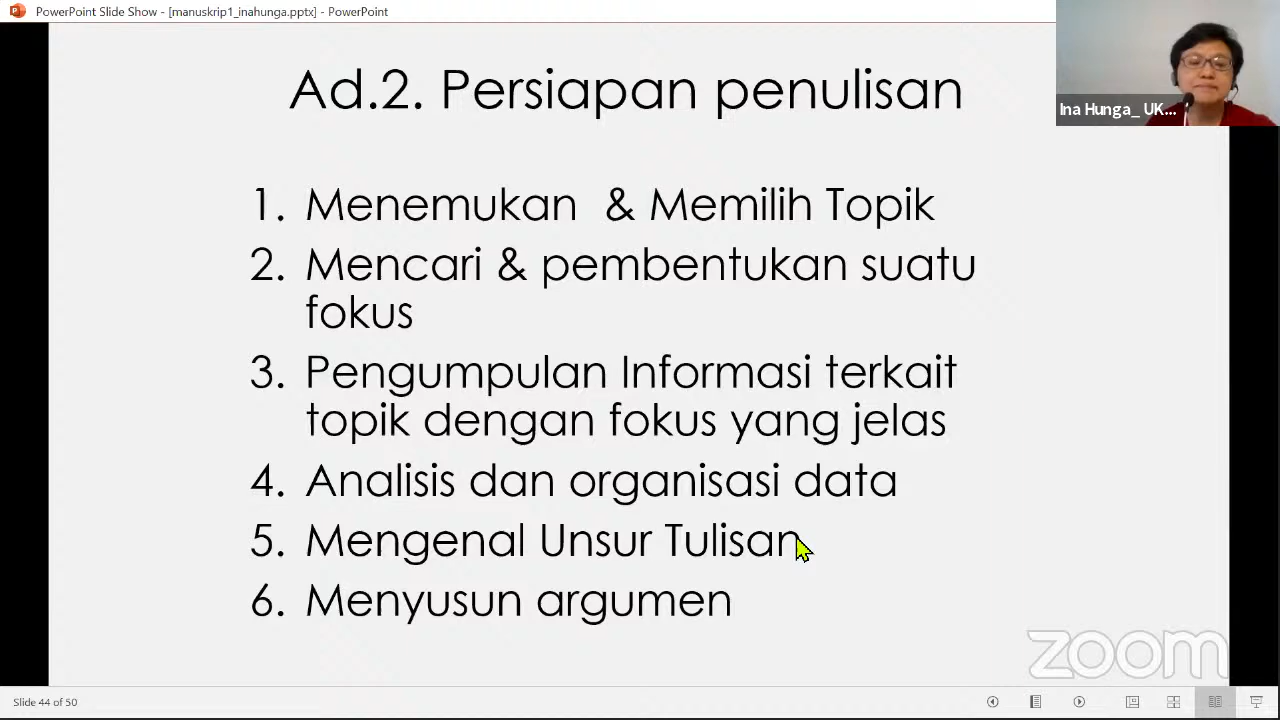 PowerPoint Slide Show - [manuskrip1_inahunga.pptx] - PowerPoint
Ina Hunga_ UK...
Ad.2. Persiapan penulisan
1. Menemukan & Memilih Topik
2. Mencari & pembentukan suatu
fokus
3. Pengumpulan Informasi terkait
topik dengan fokus yang jelas
4. Analisis dan organisasi data
5. Mengenal Unsur Tulisan
6. Menyusun argumen
zoom
Slide 44 of 50